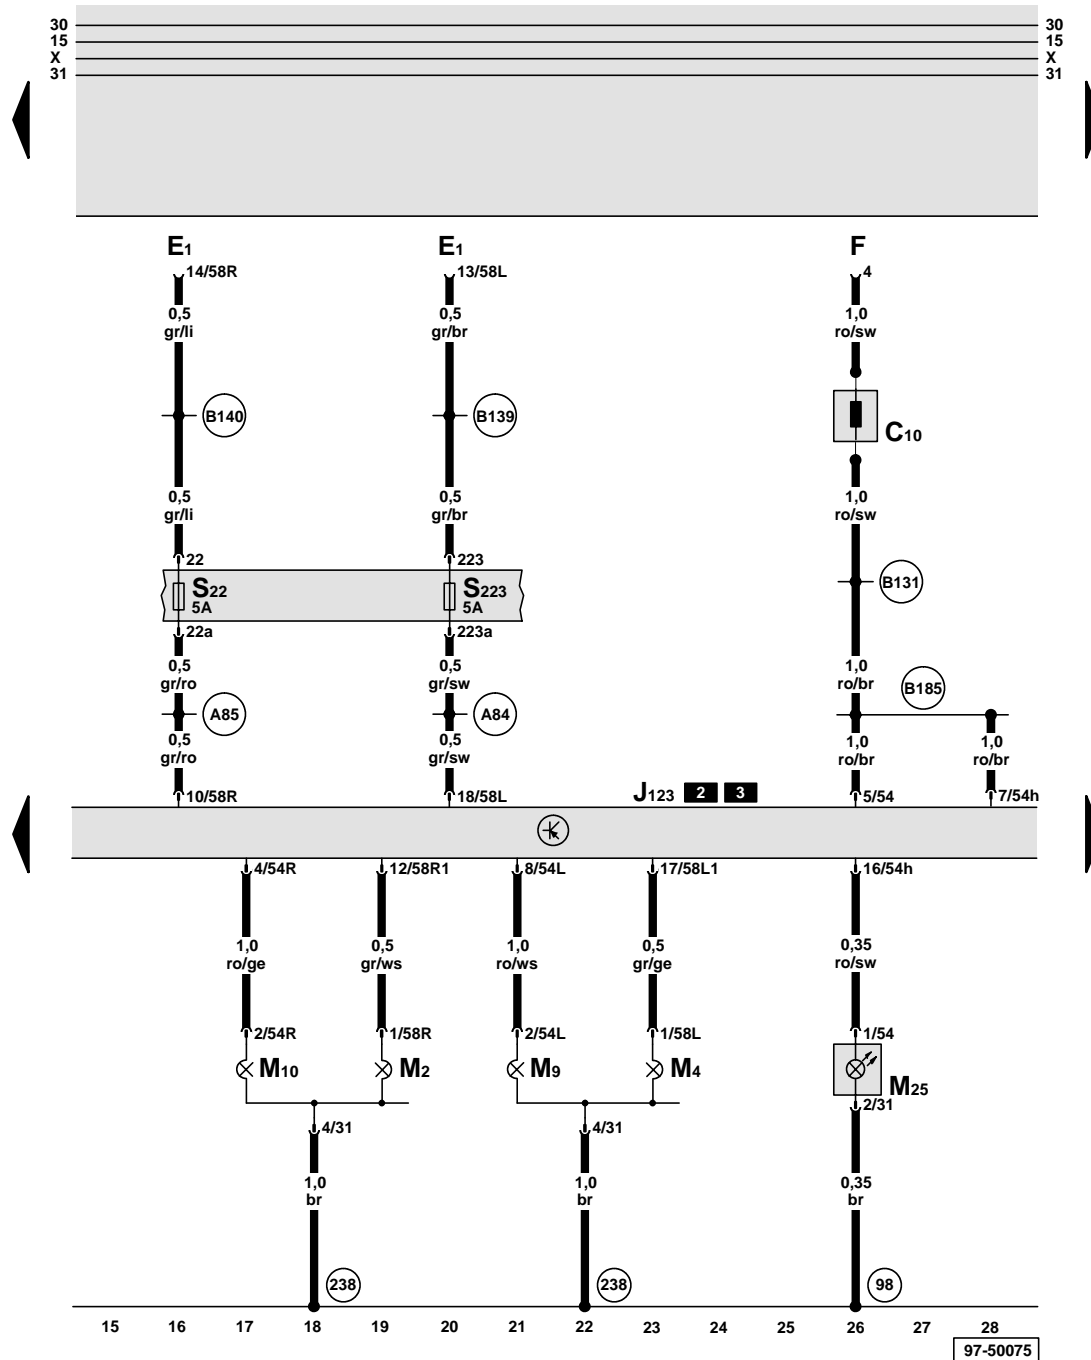 30 30
15 15
X X
31 31
E1 E1 F
14/58R 13/58L 4
0,5 0,5 1,0
gr/li gr/br ro/sw
B140 B139
C10
0,5 0,5 1,0
gr/li gr/br ro/sw
22 223
S22 S223
5A 5A
B131
22a 223a
0,5 0,5 1,0
gr/ro gr/sw ro/br
B185
A85 A84
0,5 0,5 1,0 1,0
gr/ro gr/sw ro/br ro/br
10/58R 18/58L J123 2 3 5/54 7/54h
4/54R 12/58R1 8/54L 17/58L1 16/54h
1,0 0,5 1,0 0,5 0,35
ro/ge gr/ws ro/ws gr/ge ro/sw
2/54R 1/58R 2/54L 1/58L 1/54
M10 M2 M9 M4 M25
2/31
4/31 4/31
1,0 1,0 0,35
br br br
238 238 98
15 16 17 18 19 20 21 22 23 24 25 26 27 28
97-50075